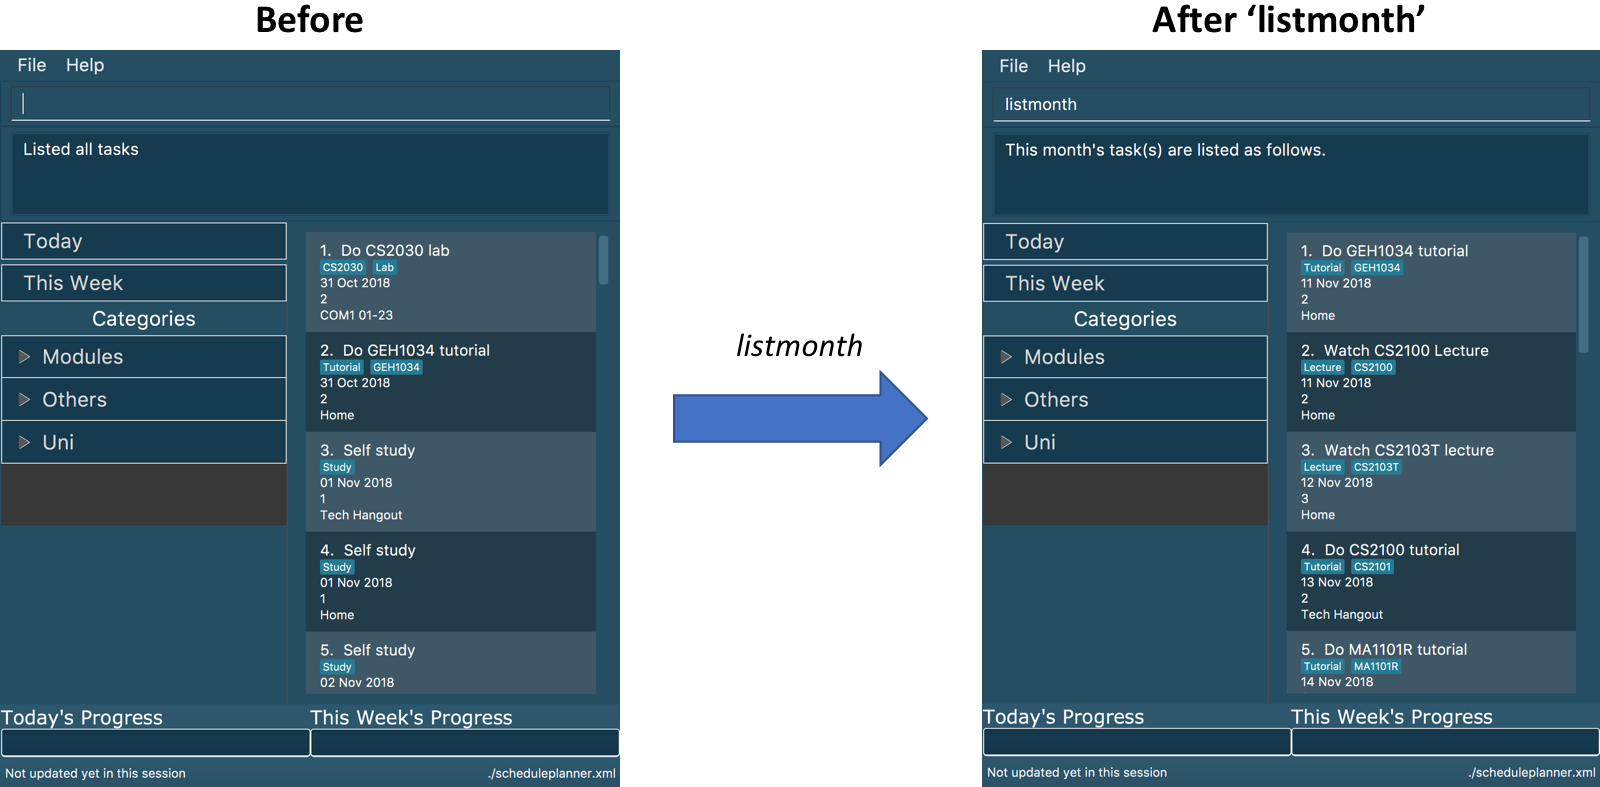 Before
File Help
Listed all tasks
Today
This Week
Categories
Modules
Others
Uni
1. Do CS2030 lab
CS2030 Lab
31 Oct 2018
2
COM1 01-23
2. Do GEH1034 tutorial
Tutorial GEH1034
31 Oct 2018
2
Home
3. Self study
Study
01 Nov 2018
1
Tech Hangout
4. Self study
Study
01 Nov 2018
1
Home
5. Self study
Study
02 Nov 2018
Today's Progress
This Week's Progress
Not updated yet in this session
./scheduleplanner.xml
listmonth
After ‘listmonth’
File Help
listmonth
This month's task(s) are listed as follows.
Today
This Week
Categories
Modules
Others
Uni
1. Do GEH1034 tutorial
Tutorial GEH1034
11 Nov 2018
2
Home
2. Watch CS2100 Lecture
Lecture CS2100
11 Nov 2018
2
Home
3. Watch CS2103T lecture
Lecture CS2103T
12 Nov 2018
3
Home
4. Do CS2100 tutorial
Tutorial CS2101
13 Nov 2018
2
Tech Hangout
5. Do MA1101R tutorial
Tutorial MA1101R
14 Nov 2018
Today's Progress
This Week's Progress
Not updated yet in this session
./scheduleplanner.xml